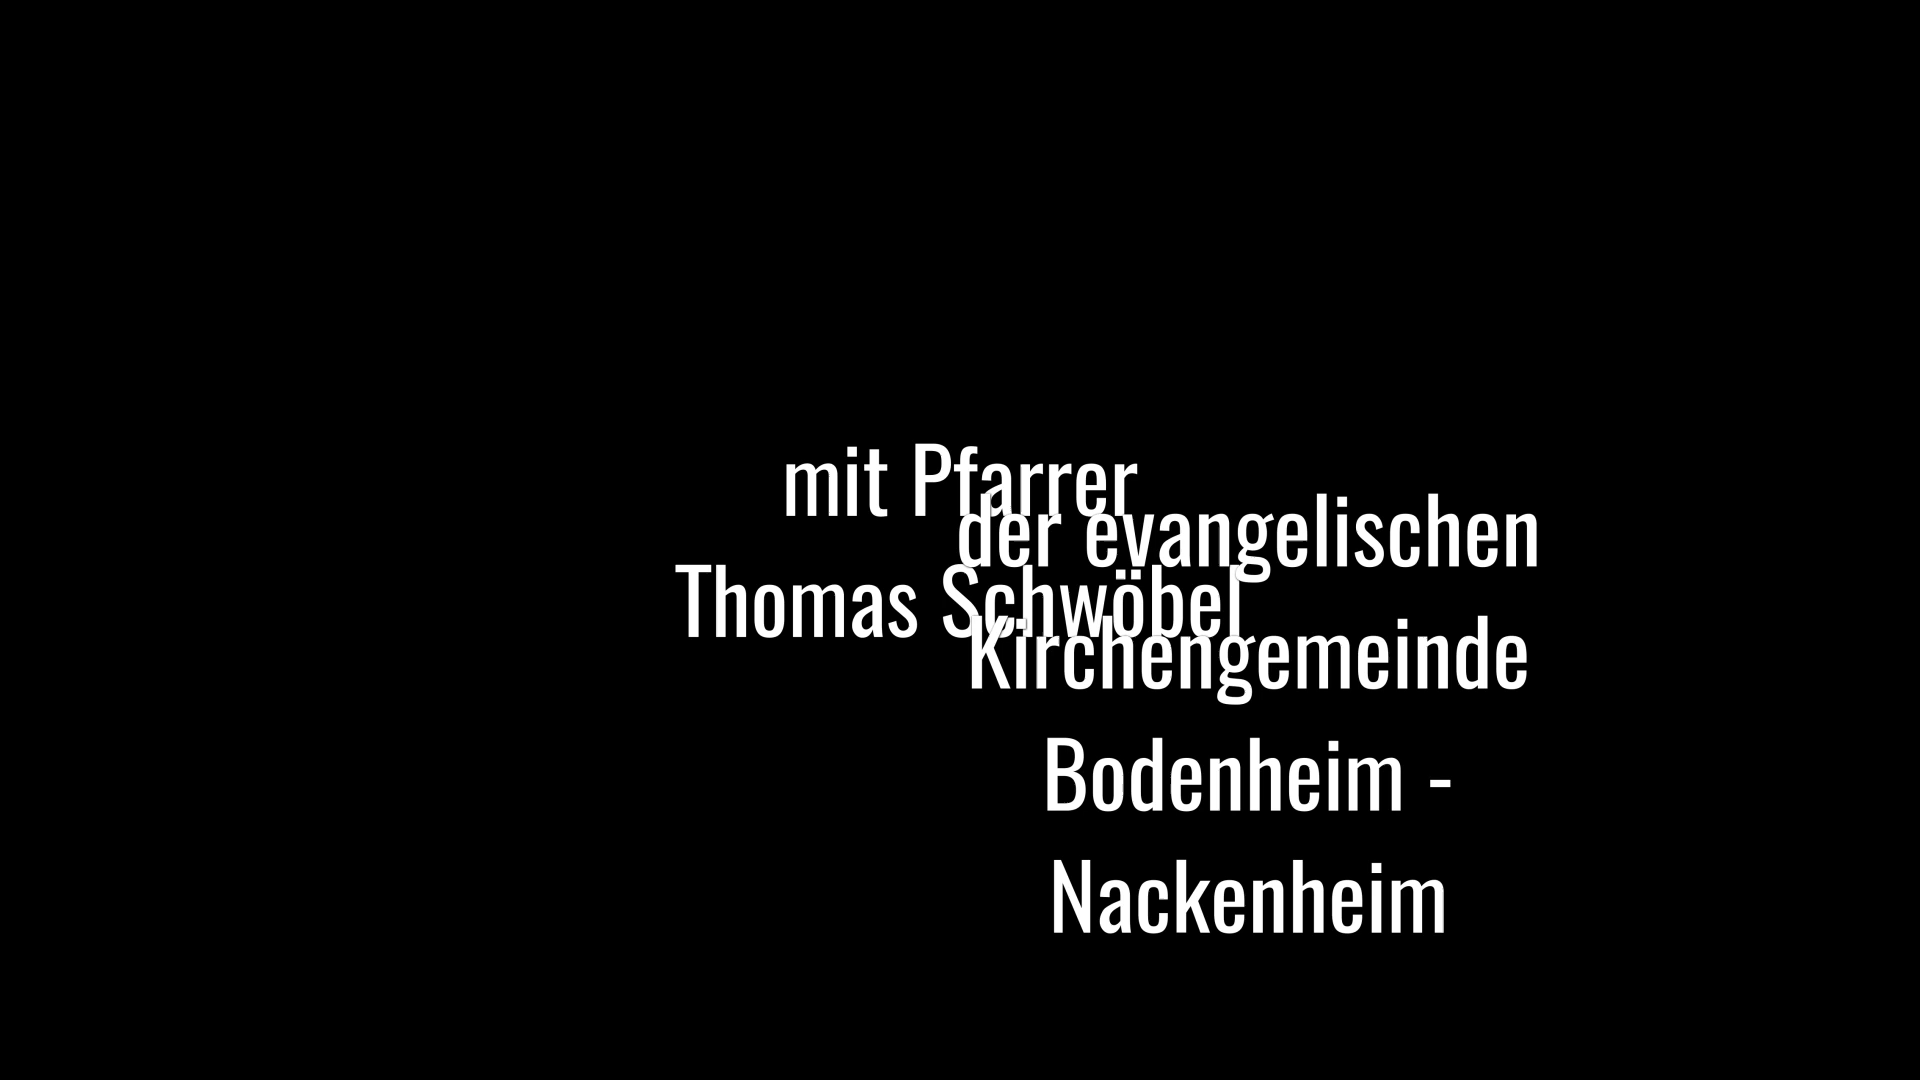 mit Pfarrer
Thomas Schwöbel
der evangelischen
Kirchengemeinde
Bodenheim -
Nackenheim